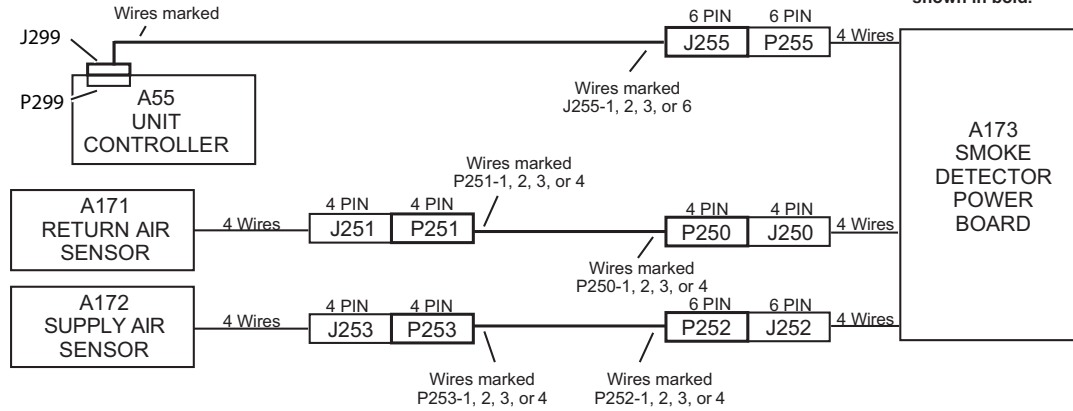 shown in bold.
Wires marked
J299
P299
A55
UNIT
CONTROLLER
6 PIN 6 PIN
J255 P255
4 Wires
Wires marked
J255-1, 2, 3, or 6
A173
SMOKE
DETECTOR
POWER
BOARD
A171
RETURN AIR
SENSOR
4 Wires
4 PIN 4 PIN
J251 P251
Wires marked
P251-1, 2, 3, or 4
4 PIN 4 PIN
P250 J250
4 Wires
Wires marked
P250-1, 2, 3, or 4
A172
SUPPLY AIR
SENSOR
4 Wires
4 PIN 4 PIN
J253 P253
6 PIN 6 PIN
P252 J252
4 Wires
Wires marked
P253-1, 2, 3, or 4
Wires marked
P252-1, 2, 3, or 4